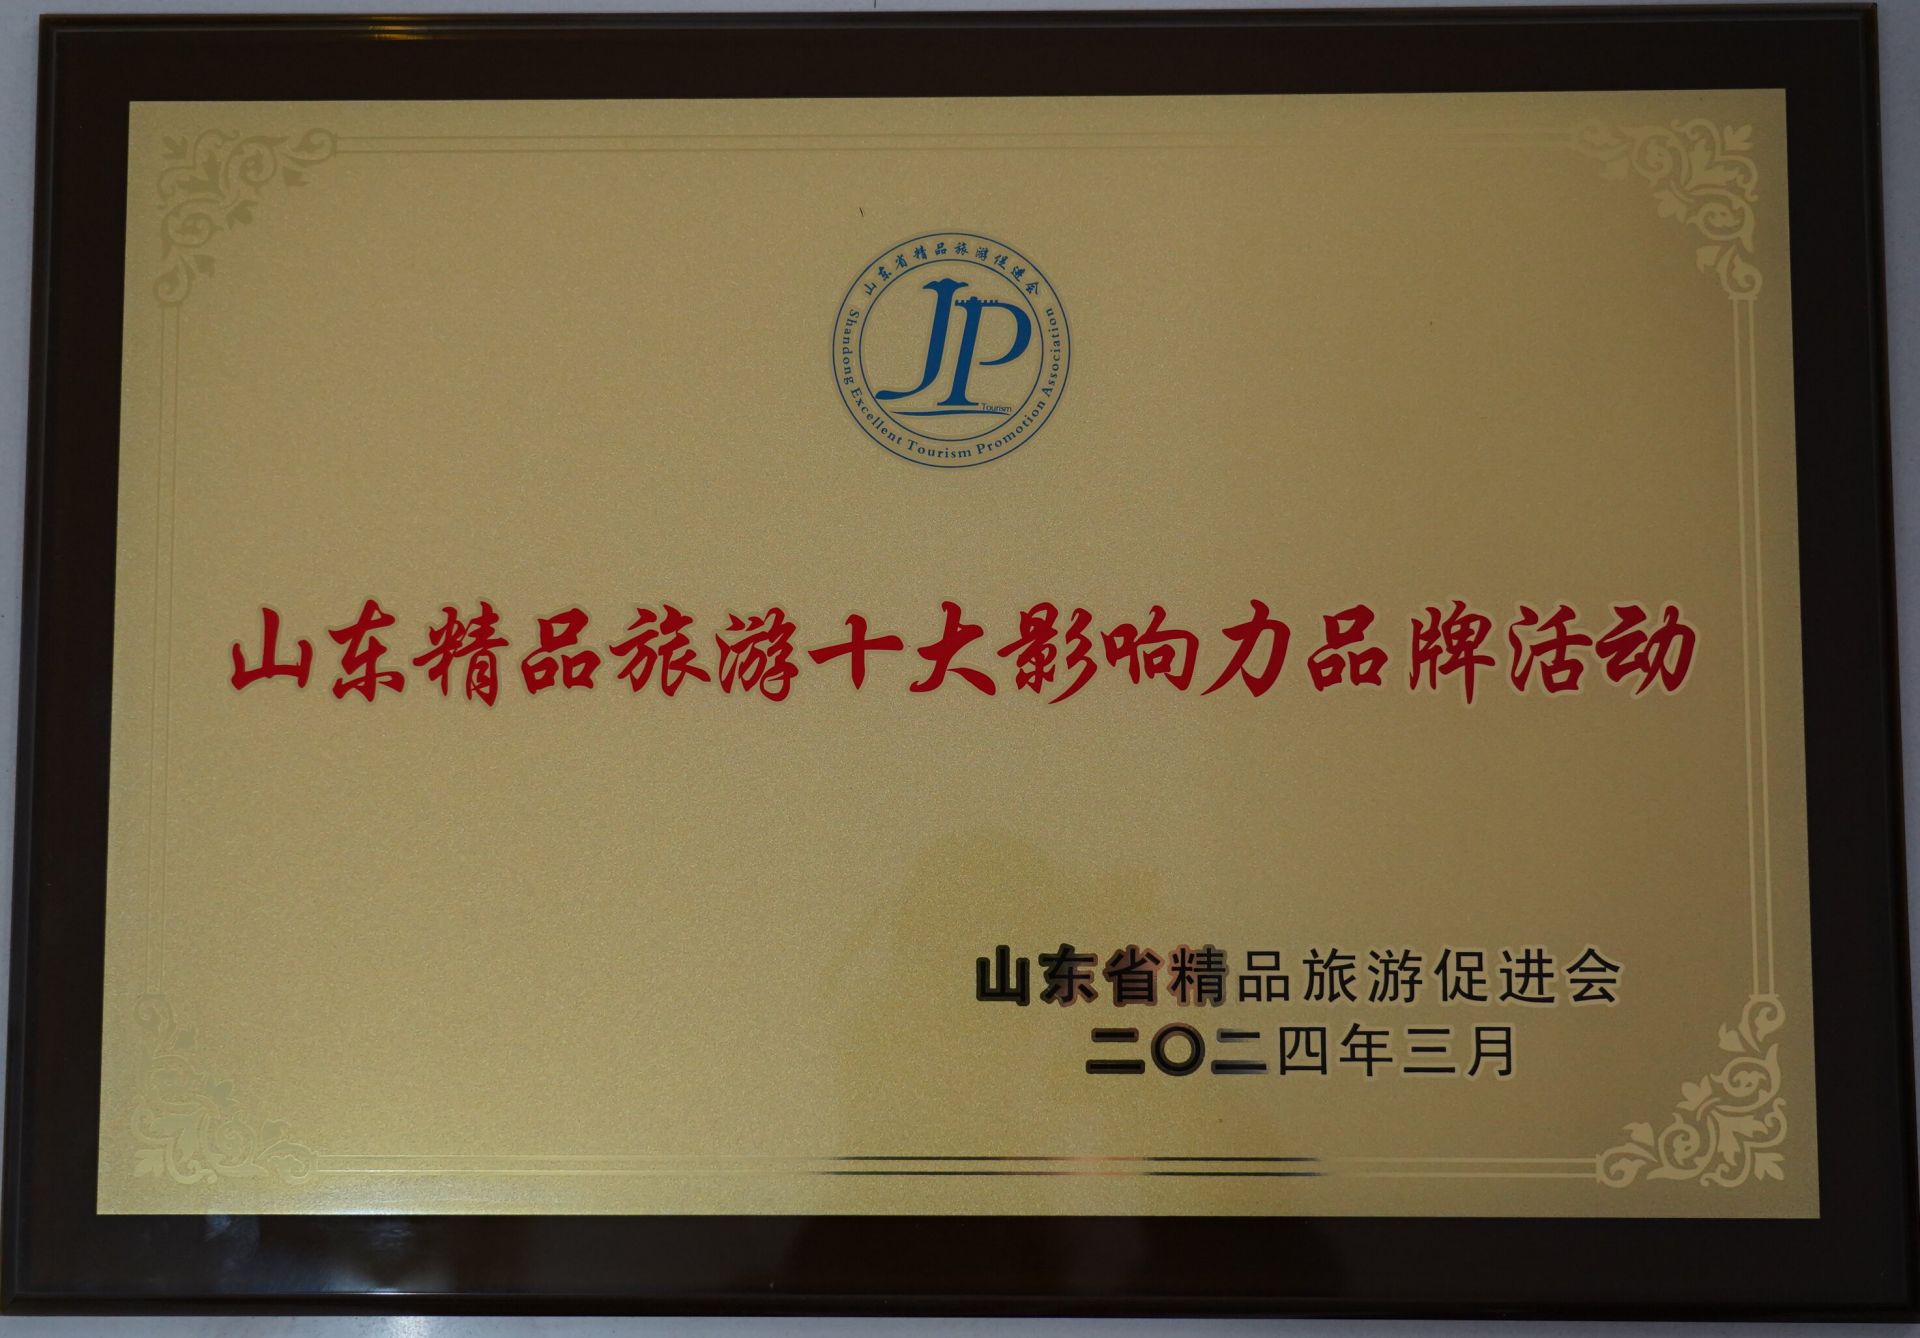 山东省精品旅游促进会
JP
Tourism
Shandong Excellent Tourism Promotion Association
山东精品旅游十大影响力品牌活动
山东省精品旅游促进会
二〇二四年三月